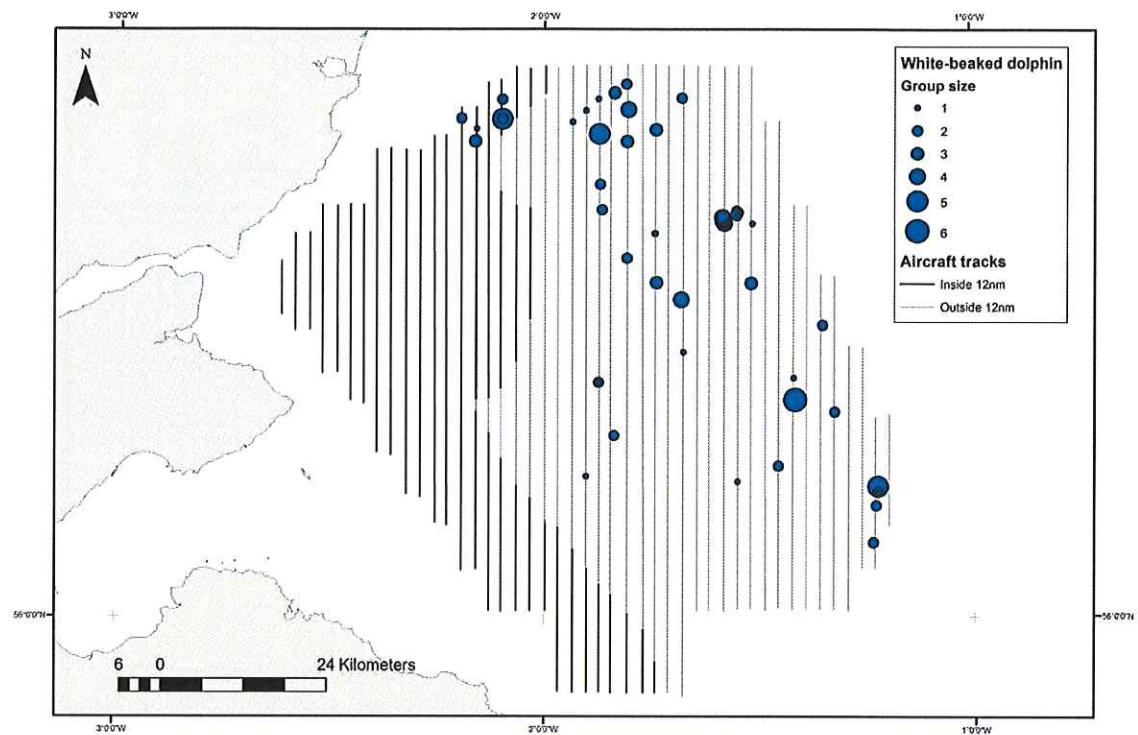 3°0'0"W 2°0'0"W 1°0'0"W
N
White-beaked dolphin
Group size
1
2
3
4
5
6
Aircraft tracks
Inside 12nm
Outside 12nm
56°0'0"N 56°0'0"N
6 0 24 Kilometers
3°0'0"W 2°0'0"W 1°0'0"W